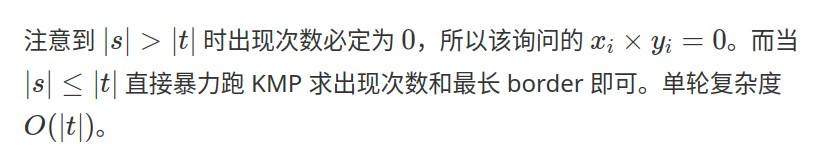 注意到 |s| > |t| 时出现次数必定为 0，所以该询问的 x_i × y_i = 0。而当
|s| ≤ |t| 直接暴力跑 KMP 求出现次数和最长 border 即可。单轮复杂度
O(|t|)。